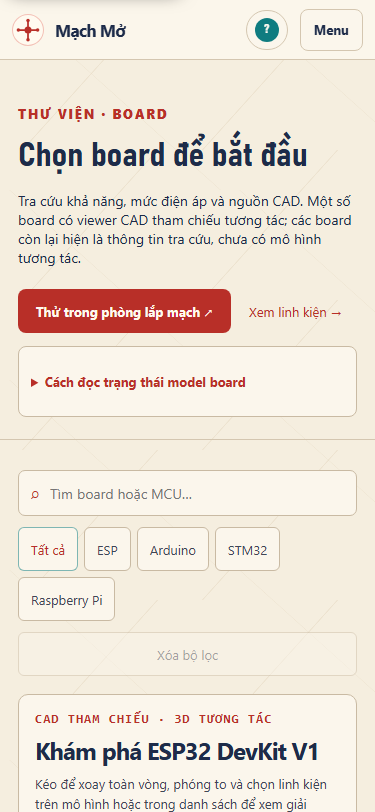 Mạch Mở
?
Menu
THƯ VIỆN · BOARD
Chọn board để bắt đầu
Tra cứu khả năng, mức điện áp và nguồn CAD. Một số
board có viewer CAD tham chiếu tương tác; các board
còn lại hiện là thông tin tra cứu, chưa có mô hình
tương tác.
Thử trong phòng lắp mạch ↗
Xem linh kiện →
▶ Cách đọc trạng thái model board
Tìm board hoặc MCU...
Tất cả
ESP
Arduino
STM32
Raspberry Pi
Xóa bộ lọc
CAD THAM CHIẾU · 3D TƯƠNG TÁC
Khám phá ESP32 DevKit V1
Kéo để xoay toàn vòng, phóng to và chọn linh kiện
trên mô hình hoặc trong danh sách để xem giải